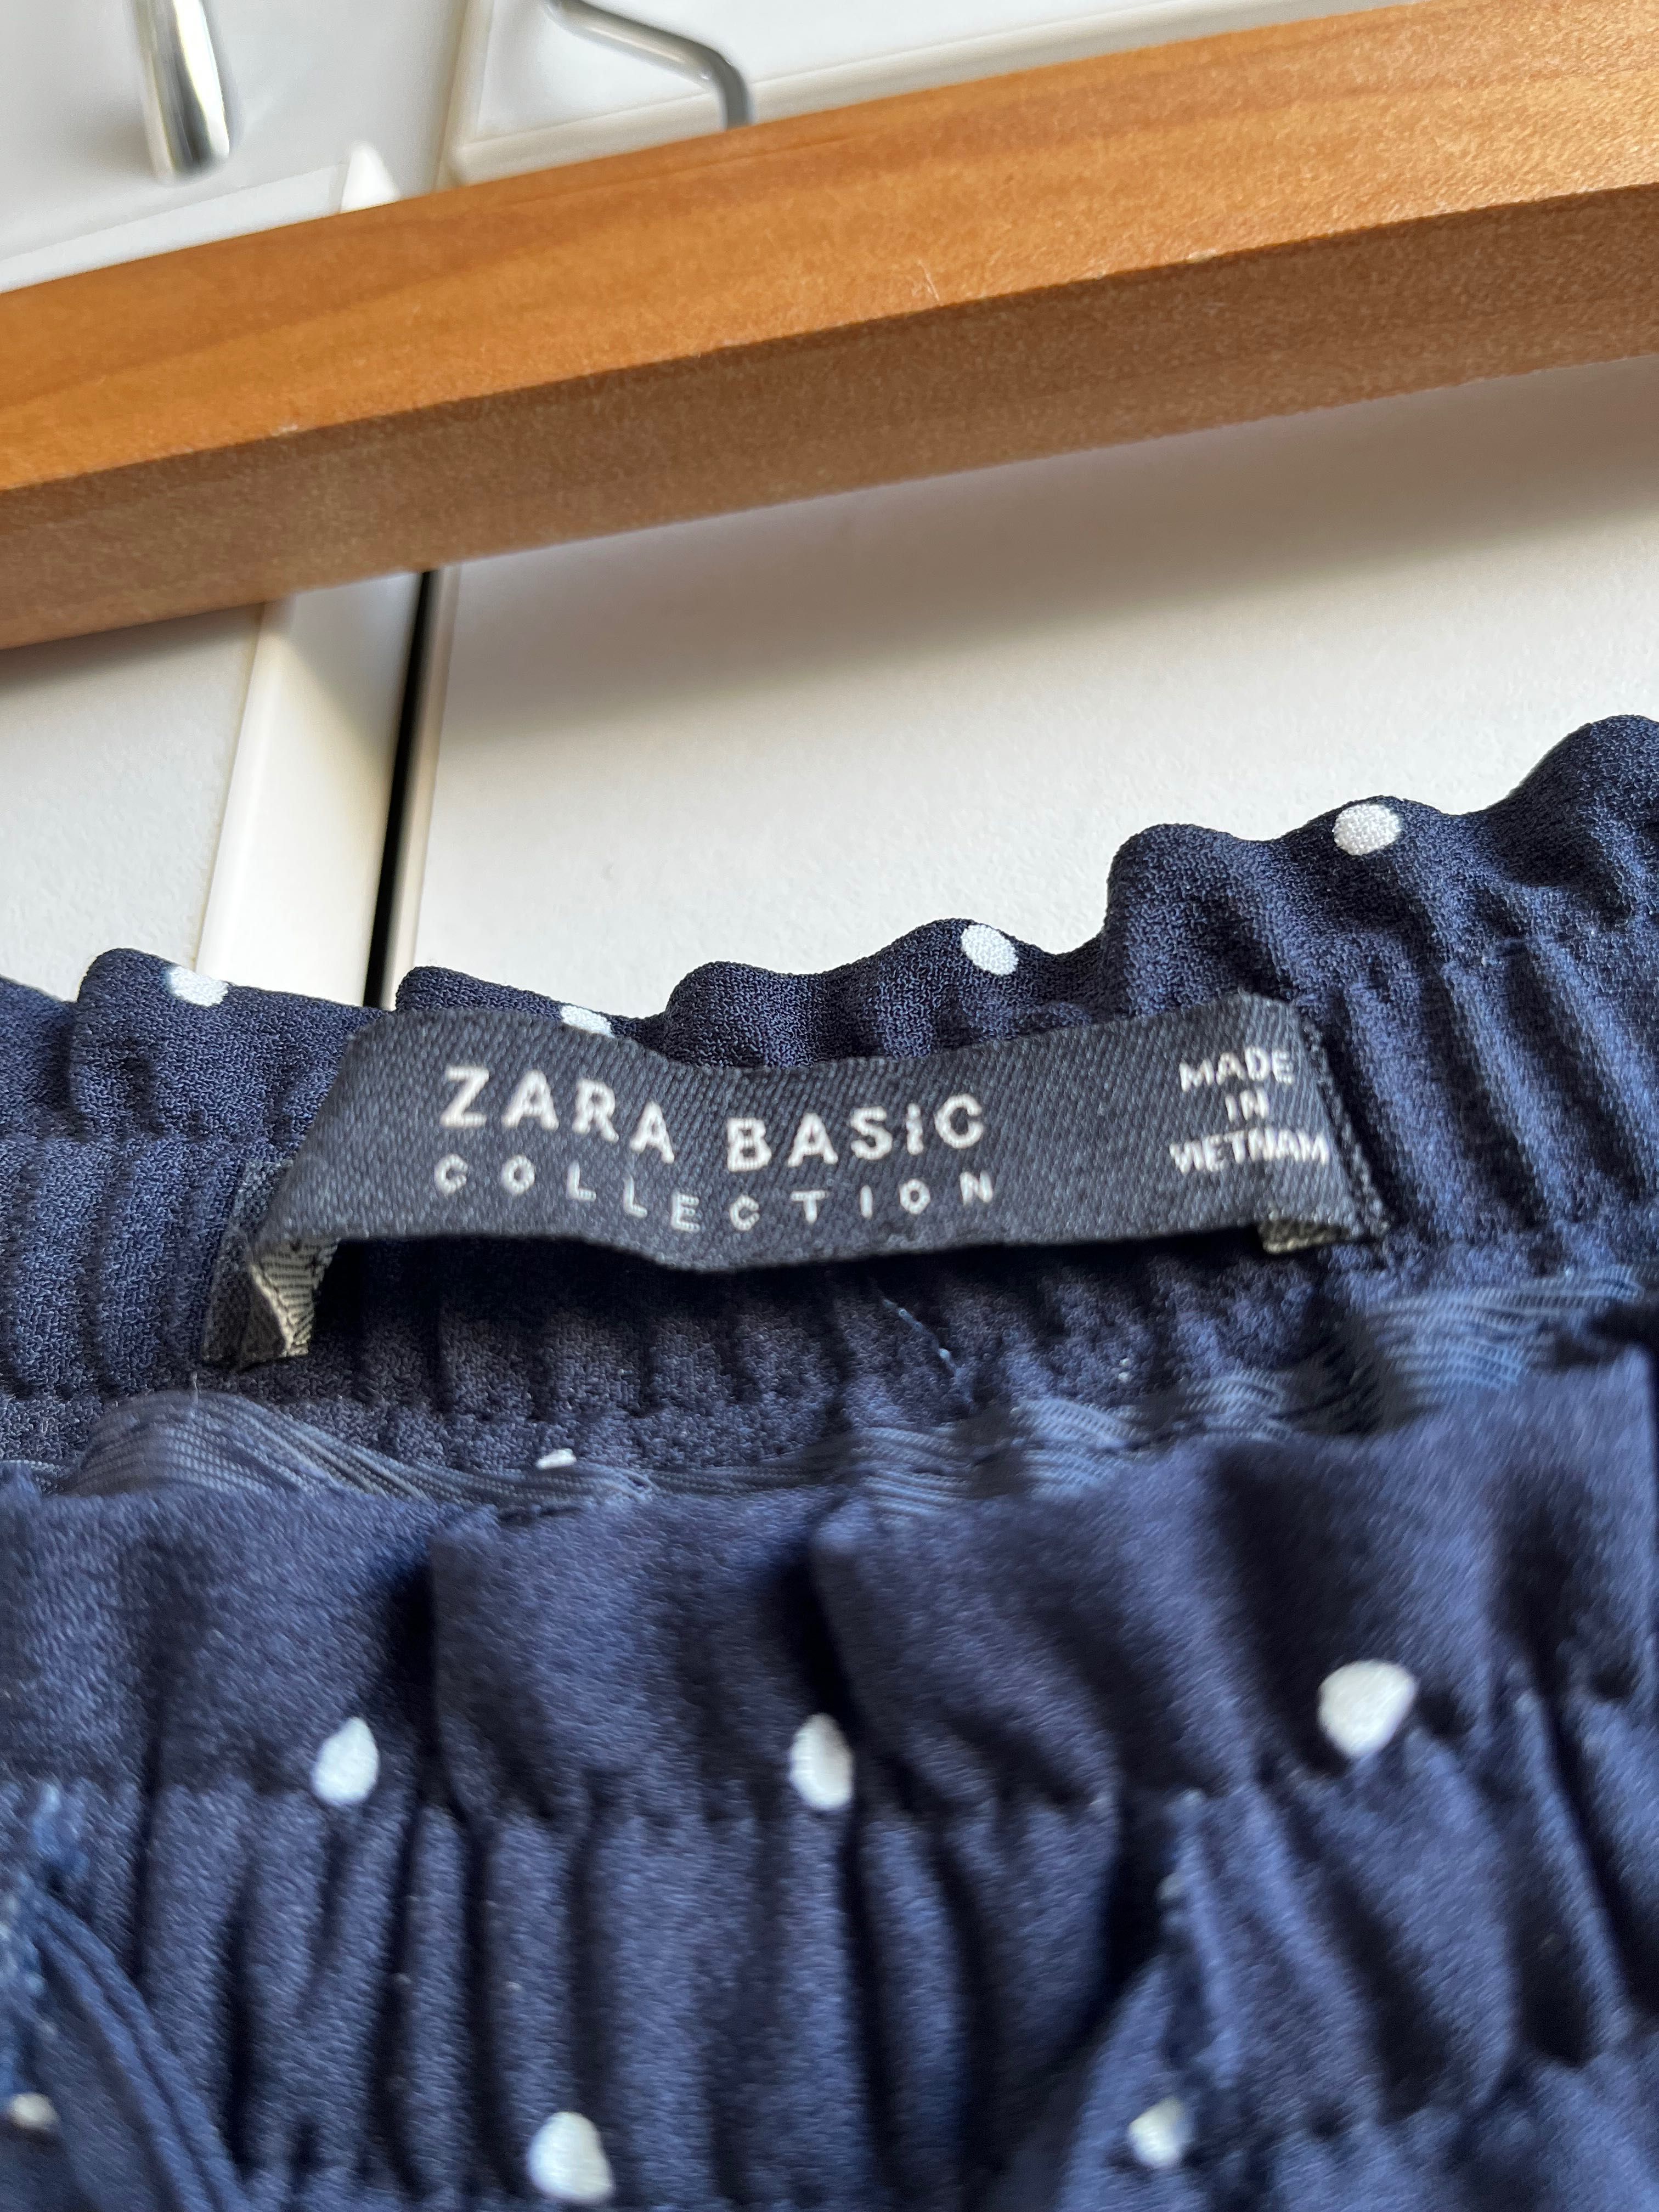 ZARA BASIC
COLLECTION
MADE
IN
VIETNAM